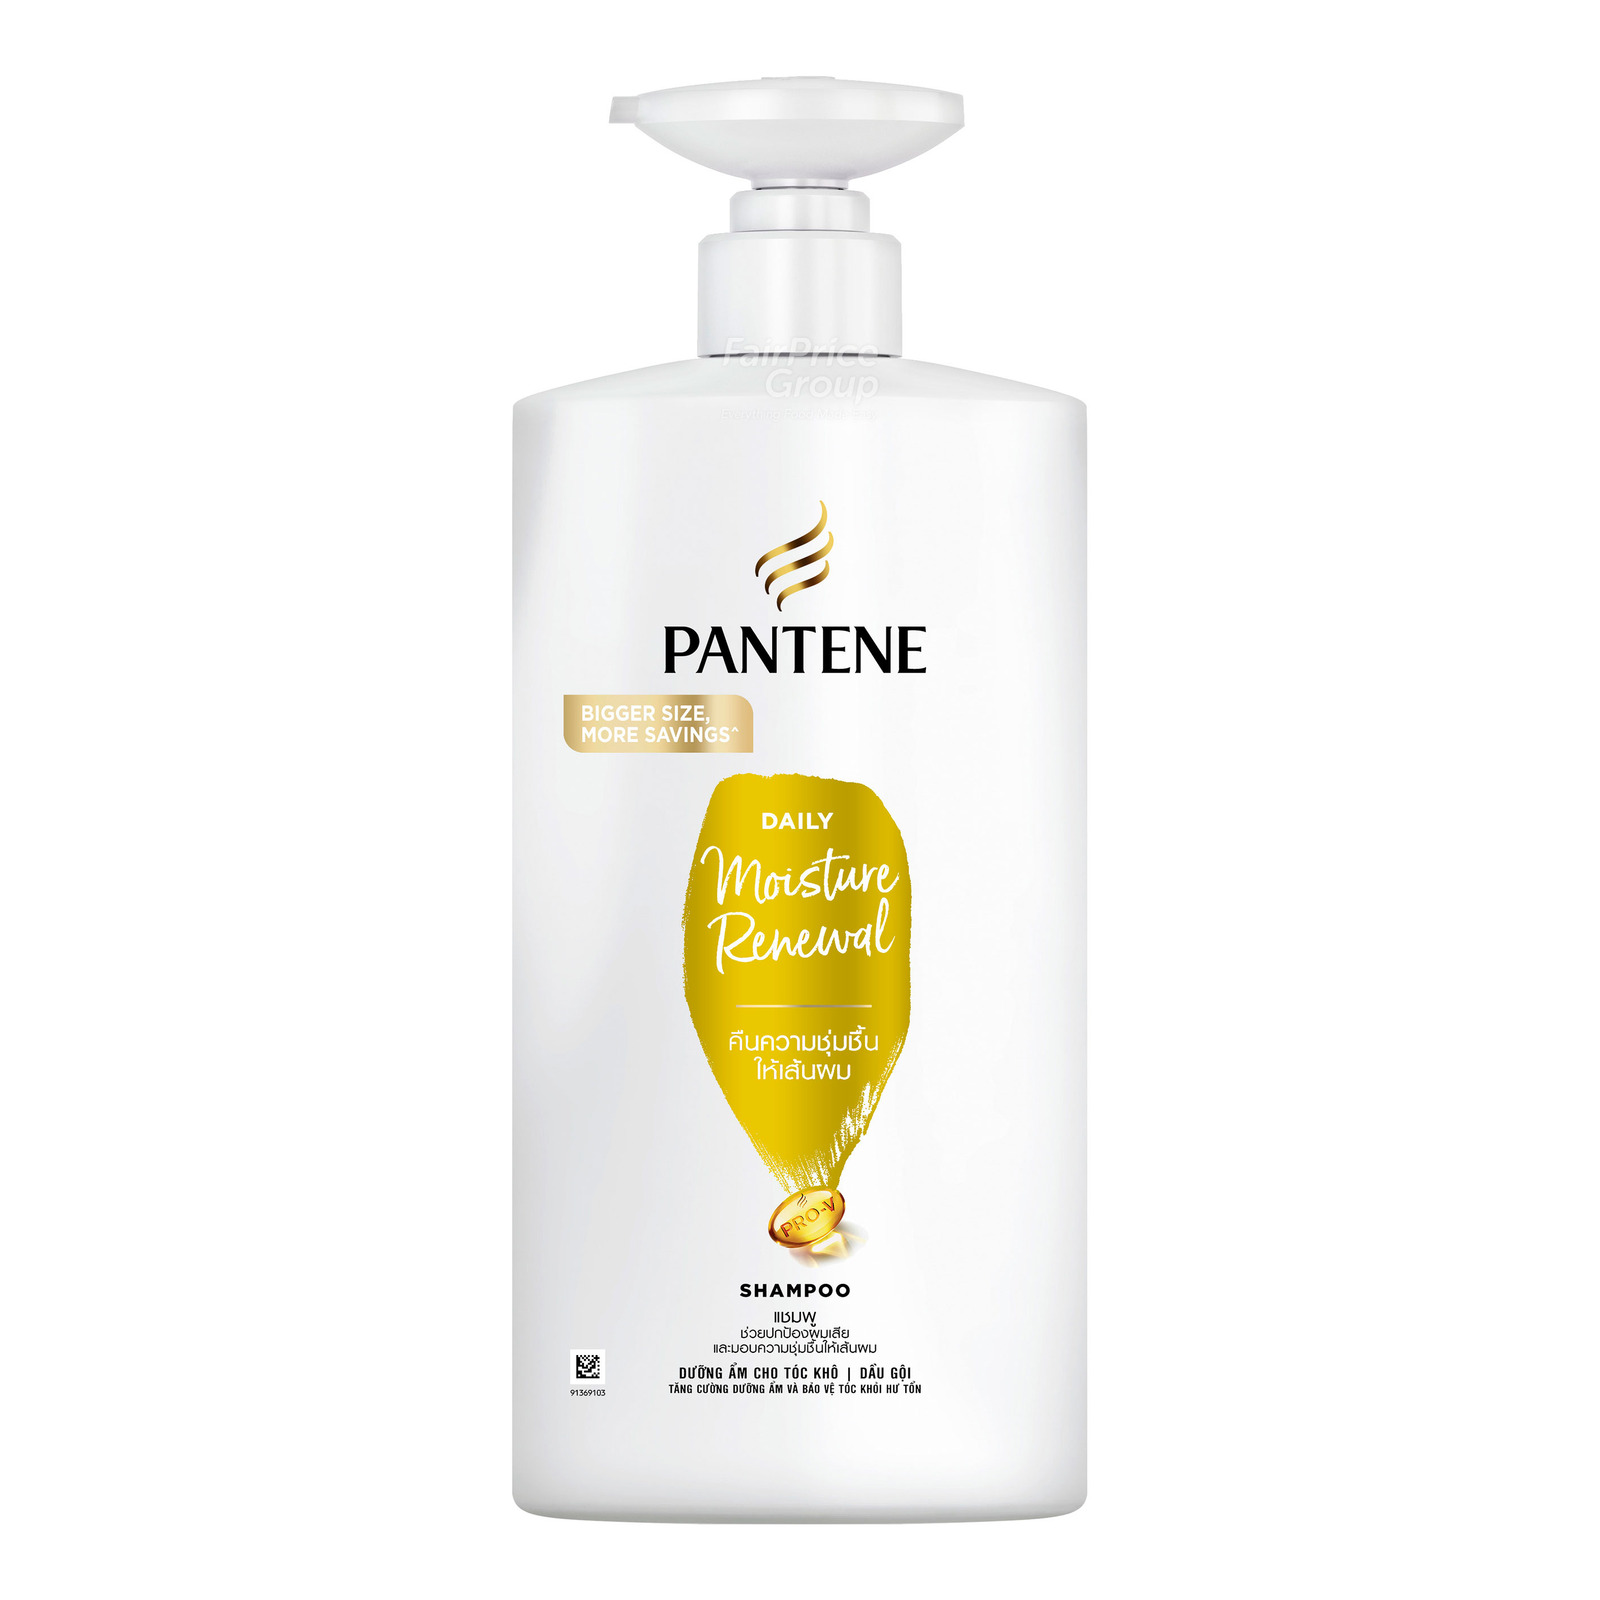 FairPrice
Group
PANTENE
BIGGER SIZE,
MORE SAVINGS^
DAILY
Moisture
Renewal
คืนความชุ่มชื้น
ให้เส้นผม
PRO-V
SHAMPOO
แชมพู
ช่วยปกป้องผมเสีย
และมอบความชุ่มชื้นให้เส้นผม
DƯỠNG ẨM CHO TÓC KHÔ | DẦU GỘI
TĂNG CƯỜNG DƯỠNG ẨM VÀ BẢO VỆ TÓC KHỎI HƯ TỔN
91369103